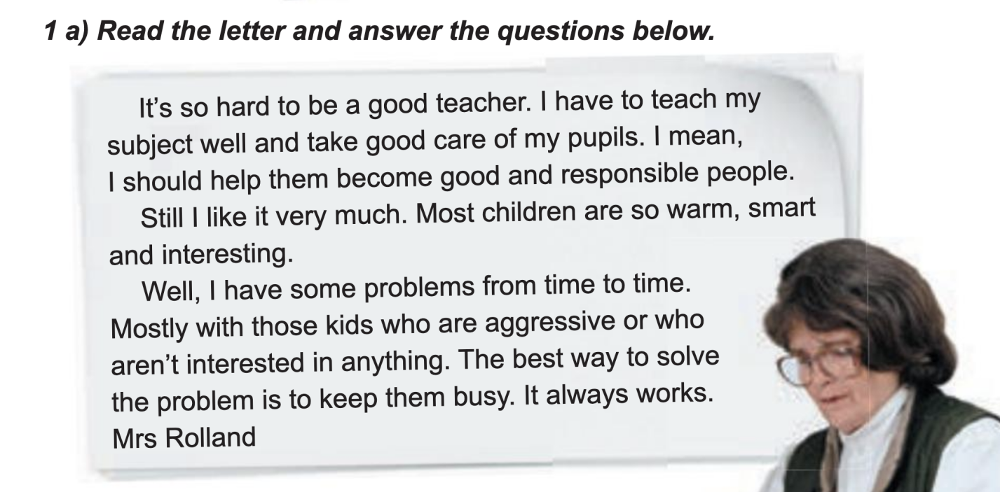 1 a) Read the letter and answer the questions below.
It's so hard to be a good teacher. I have to teach my
subject well and take good care of my pupils. I mean,
I should help them become good and responsible people.
Still I like it very much. Most children are so warm, smart
and interesting.
Well, I have some problems from time to time.
Mostly with those kids who are aggressive or who
aren't interested in anything. The best way to solve
the problem is to keep them busy. It always works.
Mrs Rolland